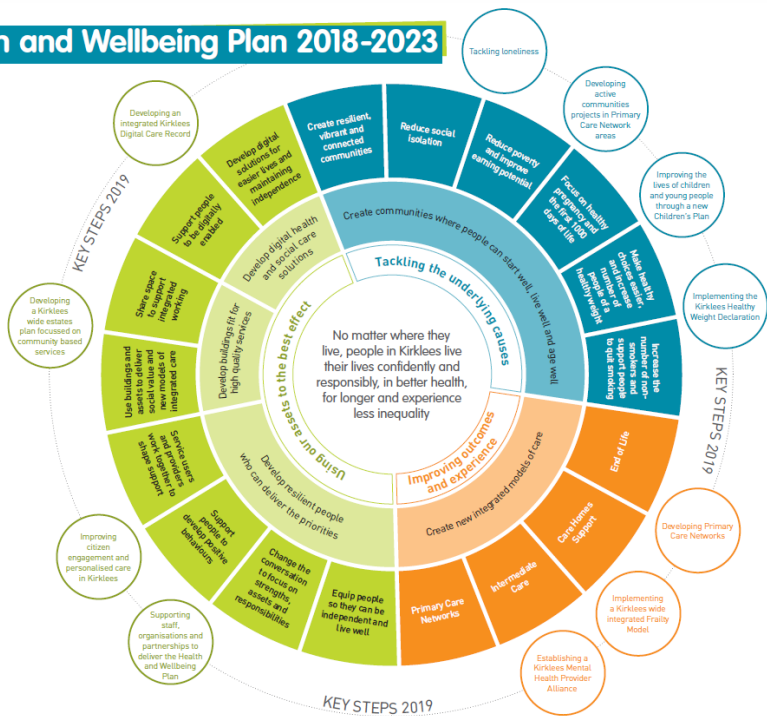 n and Wellbeing Plan 2018-2023
Tackling loneliness
Developing
active
communities
projects in Primary
Care Network
areas
Improving the
lives of children
and young people
through a new
Children's Plan
Implementing the
Kirklees Healthy
Weight Declaration
KEY STEPS 2019
Developing Primary
Care Networks
Implementing
a Kirklees wide
integrated Frailty
Model
Establishing a
Kirklees Mental
Health Provider
Alliance
KEY STEPS 2019
Supporting
staff,
organisations and
partnerships to
deliver the Health
and Wellbeing
Plan
Improving
citizen
engagement and
personalised care
in Kirklees
Developing
a Kirklees
wide estates
plan focussed on
community based
services
KEY STEPS 2019
Developing an
integrated Kirklees
Digital Care Record
Create resilient,
vibrant and
connected
communities
Reduce social
isolation
Reduce poverty
and improve
earning potential
Focus on healthy
pregnancy and
the first 1000
days of life
Make healthy
choices easier,
and increase
number of
people of a
healthy weight
Increase the
number of non-
smokers and
support people
to quit smoking
End of Life
Care Homes
Support
Intermediate
Care
Primary Care
Networks
Equip people
so they can be
independent and
live well
Change the
conversation
to focus on
strengths,
assets and
responsibilities
Support
people to
develop positive
behaviours
Service users
and providers
work together to
shape support
Use buildings and
assets to deliver
social value and
new models of
integrated care
Share space
to support
integrated
working
Support people
to be digitally
enabled
Develop digital
solutions for
easier lives and
maintaining
independence
Create communities where people can start well, live well and age well
Create new integrated models of care
Develop resilient people
who can deliver the priorities
Develop buildings fit for
high quality services
Develop digital health
and social care
solutions
Tackling the underlying causes
Improving outcomes
and experience
Using our assets to the best effect
No matter where they
live, people in Kirklees live
their lives confidently and
responsibly, in better health,
for longer and experience
less inequality